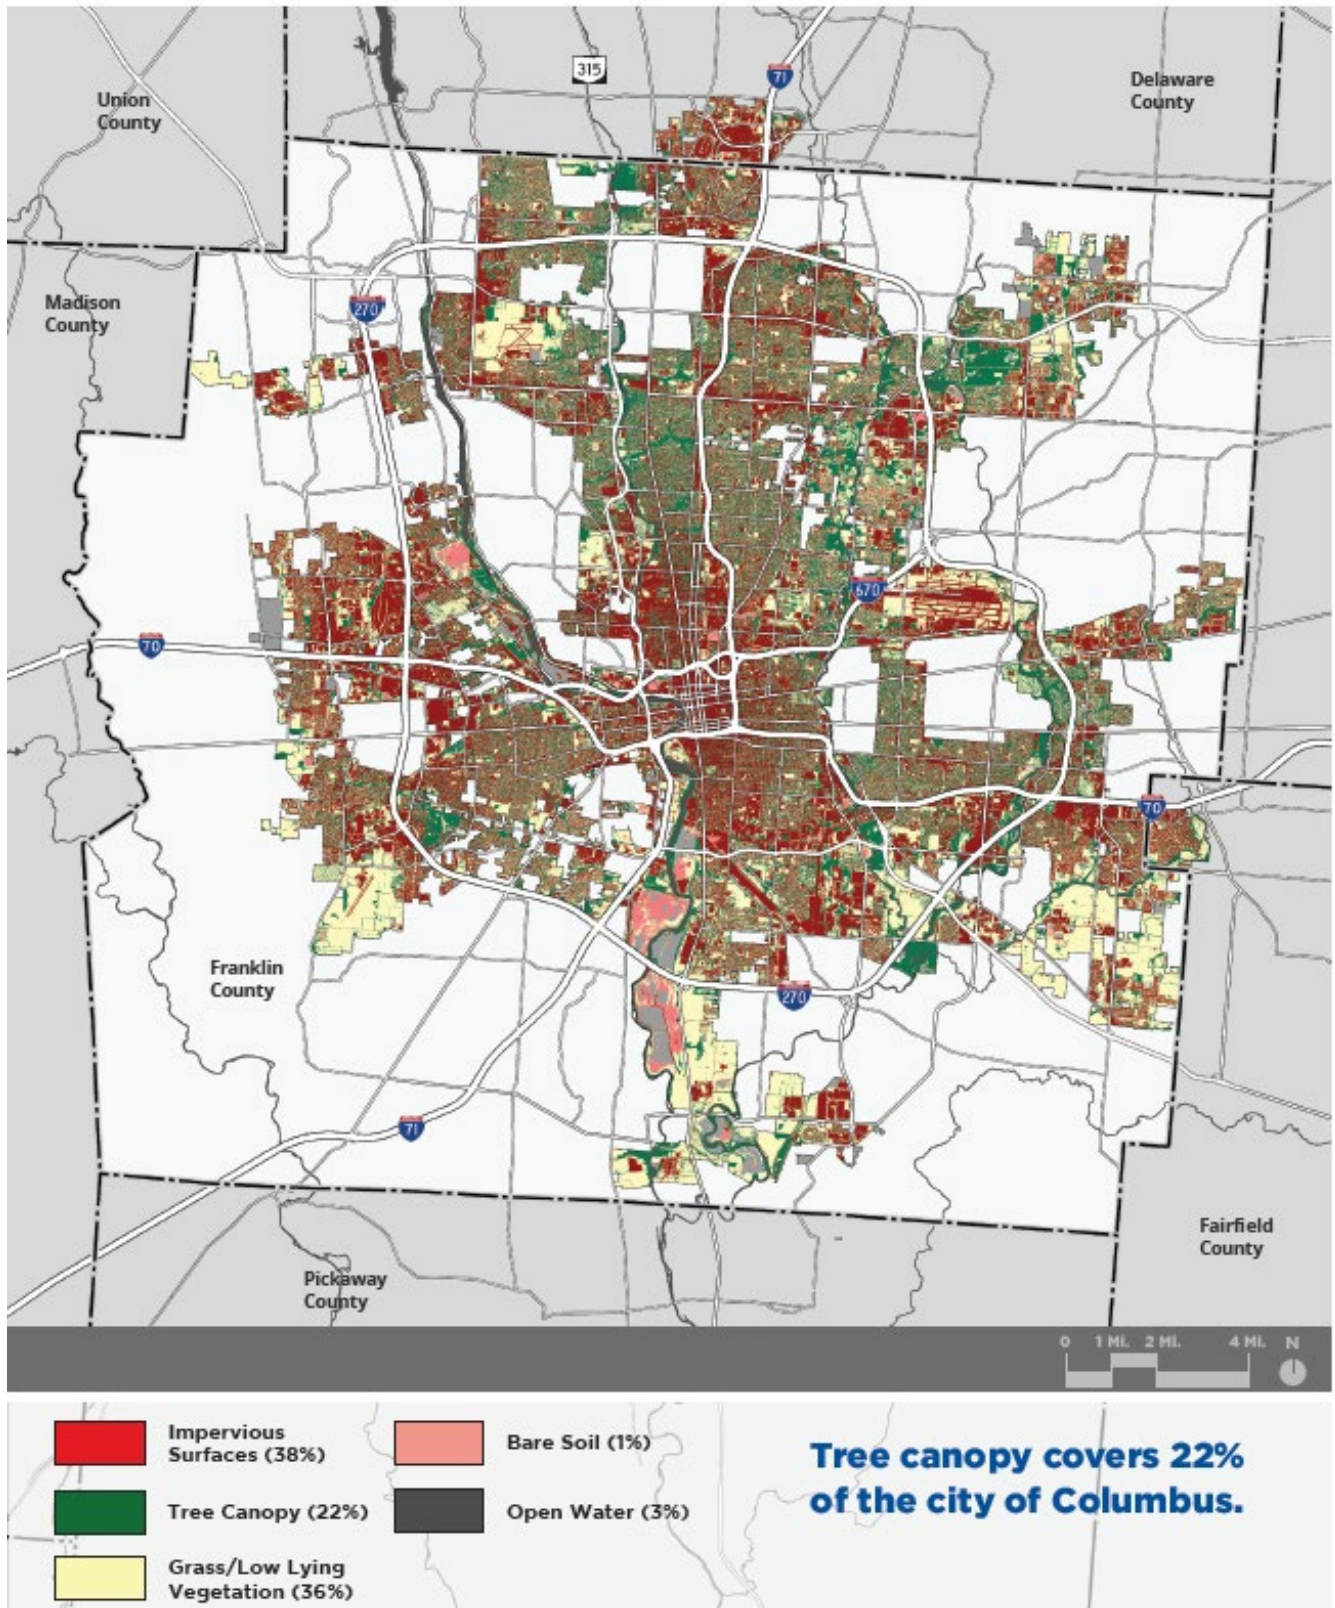 315
71
Delaware
County
Union
County
Madison
County
270
670
70
70
Franklin
County
270
71
Fairfield
County
Pickaway
County
0 1 MI. 2 MI. 4 MI. N
Impervious
Surfaces (38%)
Bare Soil (1%)
Tree Canopy (22%)
Open Water (3%)
Grass/Low Lying
Vegetation (36%)
Tree canopy covers 22%
of the city of Columbus.